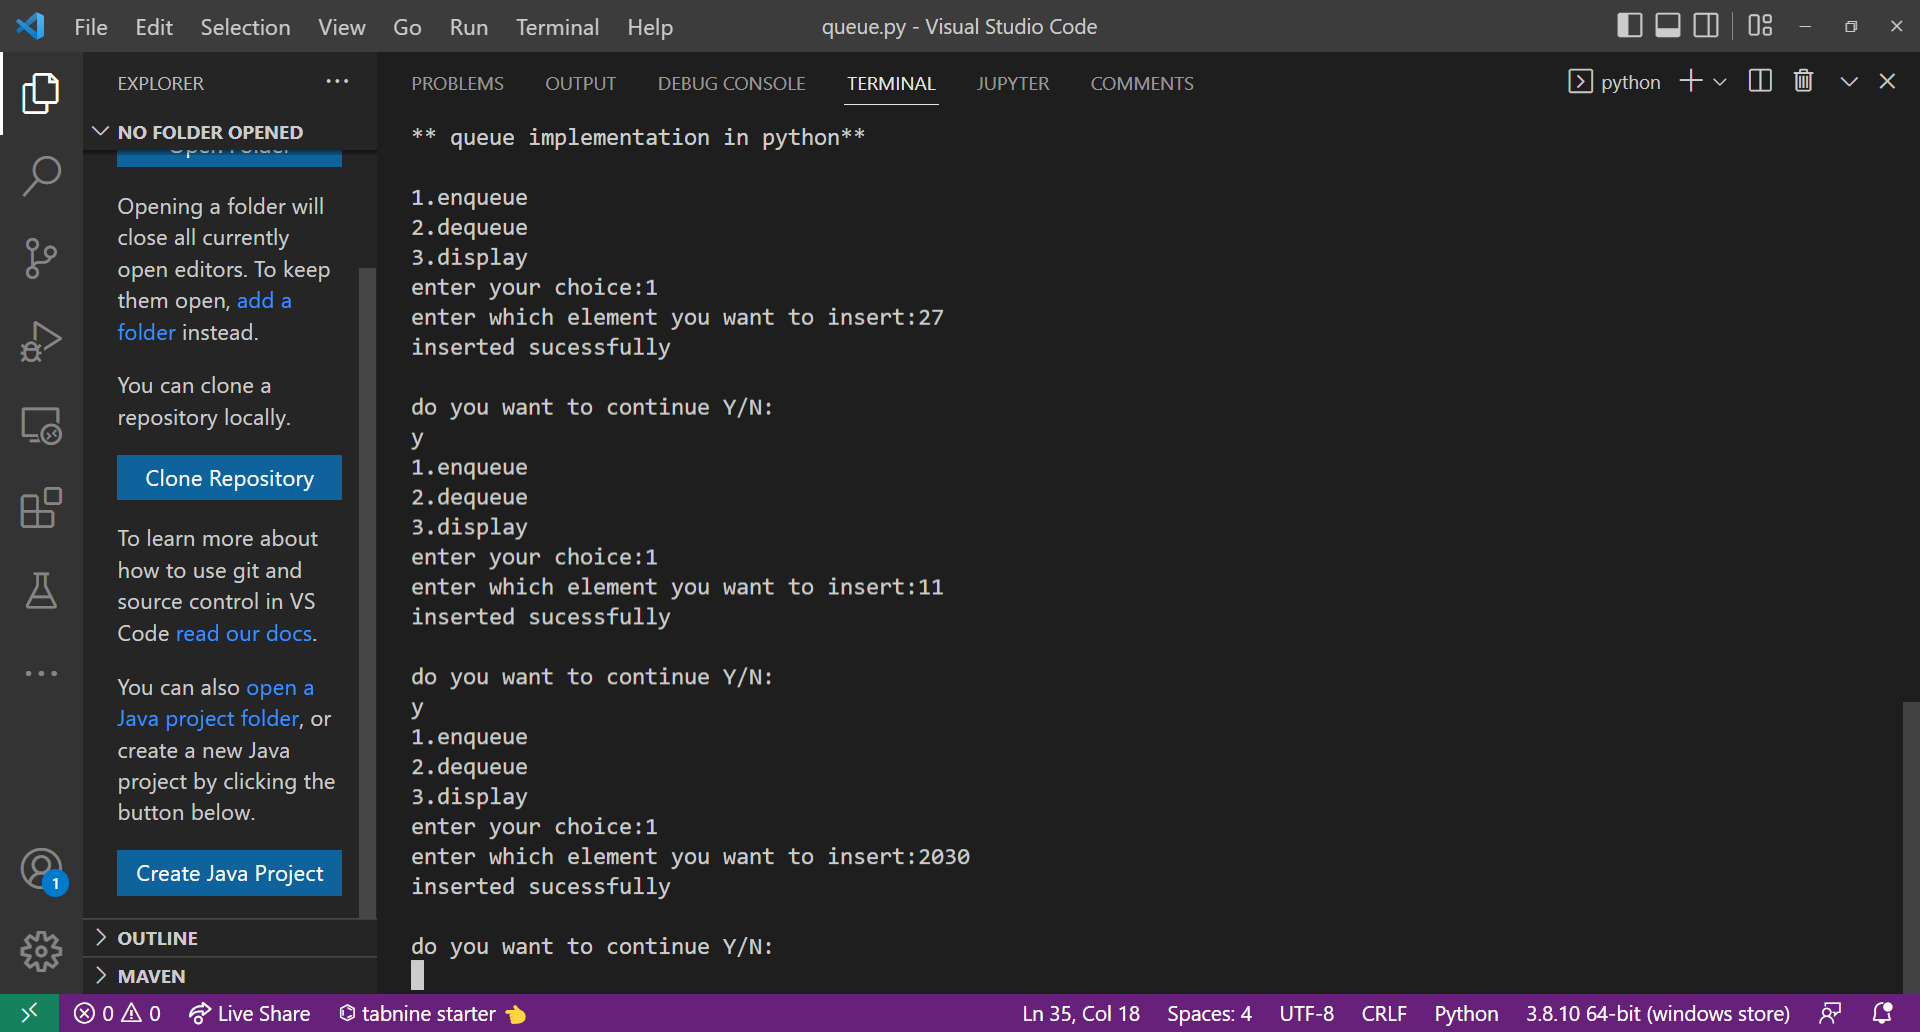 File Edit Selection View Go Run Terminal Help
queue.py - Visual Studio Code
EXPLORER
NO FOLDER OPENED
Open Folder
Opening a folder will
close all currently
open editors. To keep
them open, add a
folder instead.
You can clone a
repository locally.
Clone Repository
To learn more about
how to use git and
source control in VS
Code read our docs.
You can also open a
Java project folder, or
create a new Java
project by clicking the
button below.
Create Java Project
1
OUTLINE
MAVEN
PROBLEMS OUTPUT DEBUG CONSOLE TERMINAL JUPYTER COMMENTS
python
** queue implementation in python**
1.enqueue
2.dequeue
3.display
enter your choice:1
enter which element you want to insert:27
inserted sucessfully
do you want to continue Y/N:
y
1.enqueue
2.dequeue
3.display
enter your choice:1
enter which element you want to insert:11
inserted sucessfully
do you want to continue Y/N:
y
1.enqueue
2.dequeue
3.display
enter your choice:1
enter which element you want to insert:2030
inserted sucessfully
do you want to continue Y/N:
0 0 Live Share tabnine starter Ln 35, Col 18 Spaces: 4 UTF-8 CRLF Python 3.8.10 64-bit (windows store)